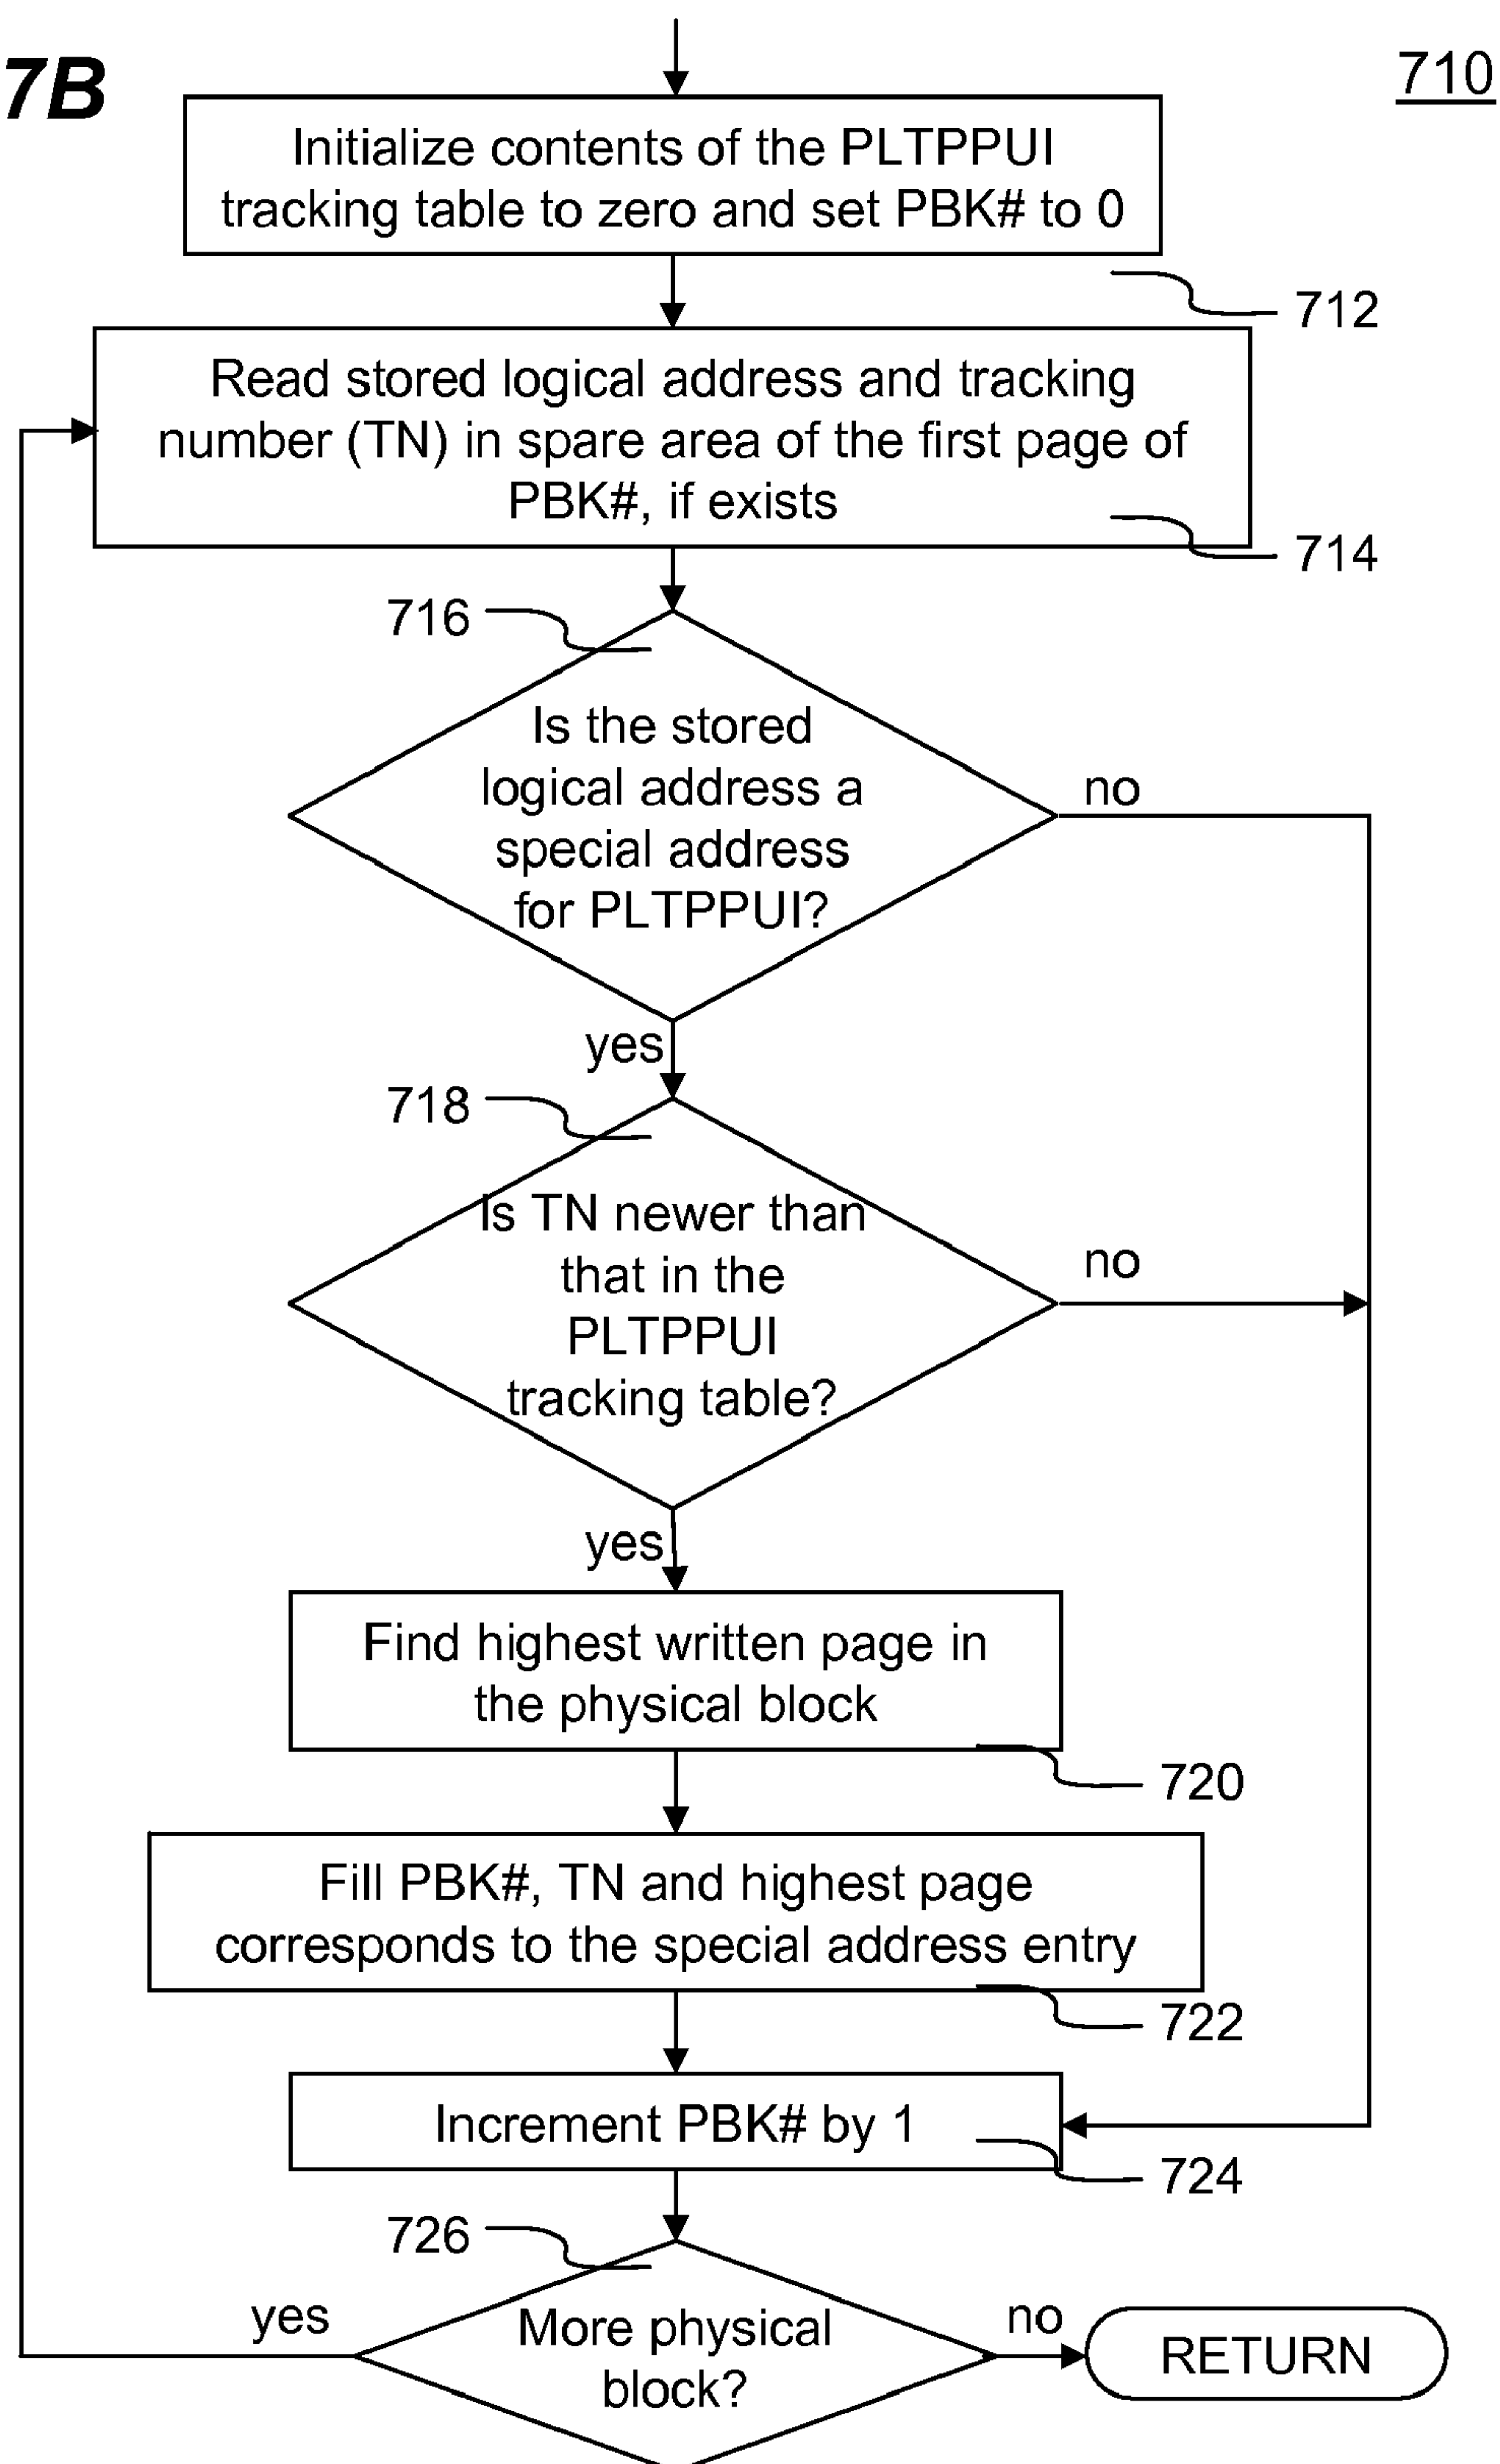 7B
710
Initialize contents of the PLTPPUI
tracking table to zero and set PBK# to 0
712
Read stored logical address and tracking
number (TN) in spare area of the first page of
PBK#, if exists
714
716
Is the stored
logical address a
special address
for PLTPPUI?
no
yes
718
Is TN newer than
that in the
PLTPPUI
tracking table?
no
yes
Find highest written page in
the physical block
720
Fill PBK#, TN and highest page
corresponds to the special address entry
722
Increment PBK# by 1
724
726
yes
More physical
block?
no
RETURN